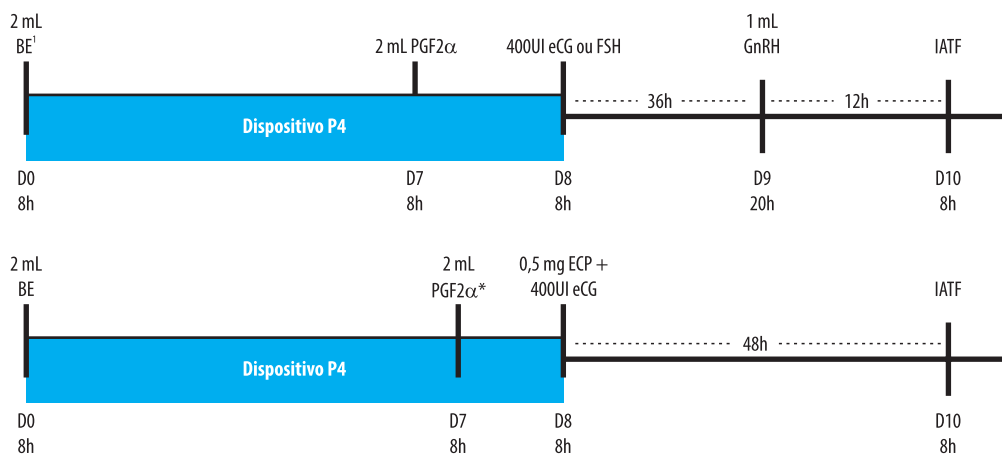 2 mL
BE¹
2 mL PGF2α
400UI eCG ou FSH
1 mL
GnRH
IATF
36h
12h
Dispositivo P4
D0
8h
D7
8h
D8
8h
D9
20h
D10
8h
2 mL
BE
2 mL
PGF2α*
0,5 mg ECP +
400UI eCG
IATF
48h
Dispositivo P4
D0
8h
D7
8h
D8
8h
D10
8h